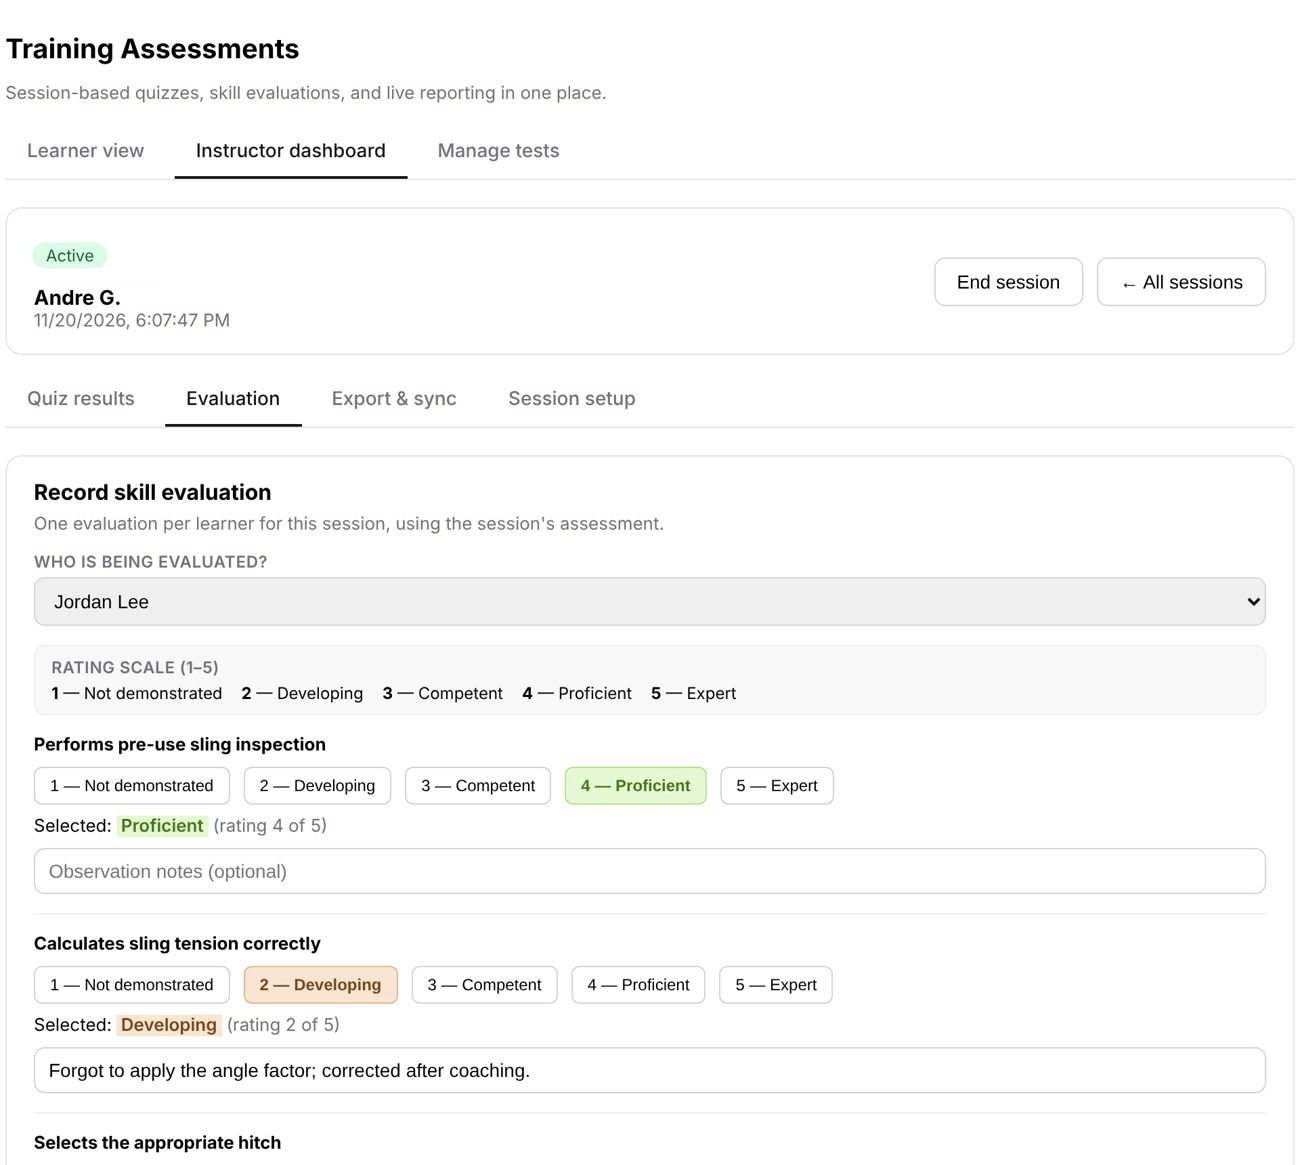 Training Assessments
Session-based quizzes, skill evaluations, and live reporting in one place.
Learner view Instructor dashboard Manage tests
Active
Andre G.
11/20/2026, 6:07:47 PM
End session ← All sessions
Quiz results Evaluation Export & sync Session setup
Record skill evaluation
One evaluation per learner for this session, using the session's assessment.
WHO IS BEING EVALUATED?
Jordan Lee
RATING SCALE (1–5)
1 — Not demonstrated 2 — Developing 3 — Competent 4 — Proficient 5 — Expert
Performs pre-use sling inspection
1 — Not demonstrated 2 — Developing 3 — Competent 4 — Proficient 5 — Expert
Selected: Proficient (rating 4 of 5)
Observation notes (optional)
Calculates sling tension correctly
1 — Not demonstrated 2 — Developing 3 — Competent 4 — Proficient 5 — Expert
Selected: Developing (rating 2 of 5)
Forgot to apply the angle factor; corrected after coaching.
Selects the appropriate hitch